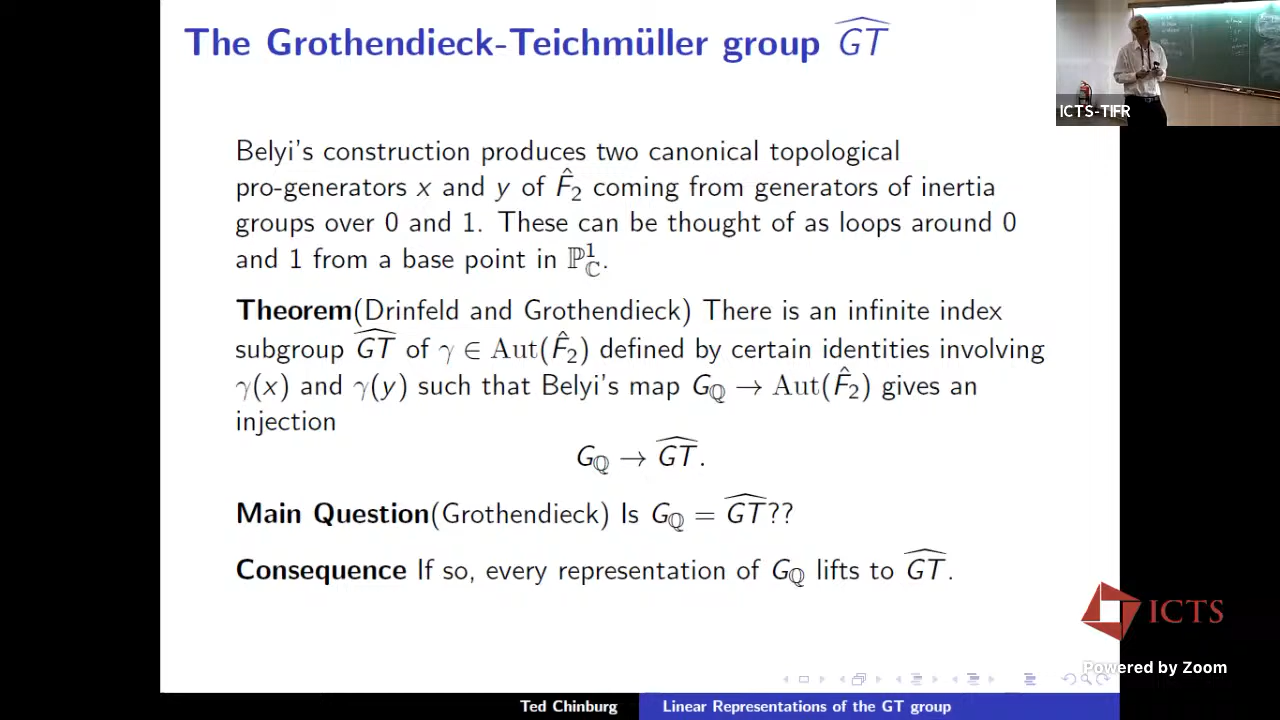 The Grothendieck-Teichmüller group $\widehat{GT}$
ICTS-TIFR
Belyi's construction produces two canonical topological
pro-generators x and y of $\hat{F}_2$ coming from generators of inertia
groups over 0 and 1. These can be thought of as loops around 0
and 1 from a base point in $\mathbb{P}^1_{\mathbb{C}}$.
Theorem(Drinfeld and Grothendieck) There is an infinite index
subgroup $\widehat{GT}$ of $\gamma \in \mathrm{Aut}(\hat{F}_2)$ defined by certain identities involving
$\gamma(x)$ and $\gamma(y)$ such that Belyi's map $G_{\mathbb{Q}} \to \mathrm{Aut}(\hat{F}_2)$ gives an
injection
$G_{\mathbb{Q}} \to \widehat{GT}.$
Main Question(Grothendieck) Is $G_{\mathbb{Q}} = \widehat{GT}$??
Consequence If so, every representation of $G_{\mathbb{Q}}$ lifts to $\widehat{GT}$.
ICTS
Powered by Zoom
Ted Chinburg
Linear Representations of the GT group